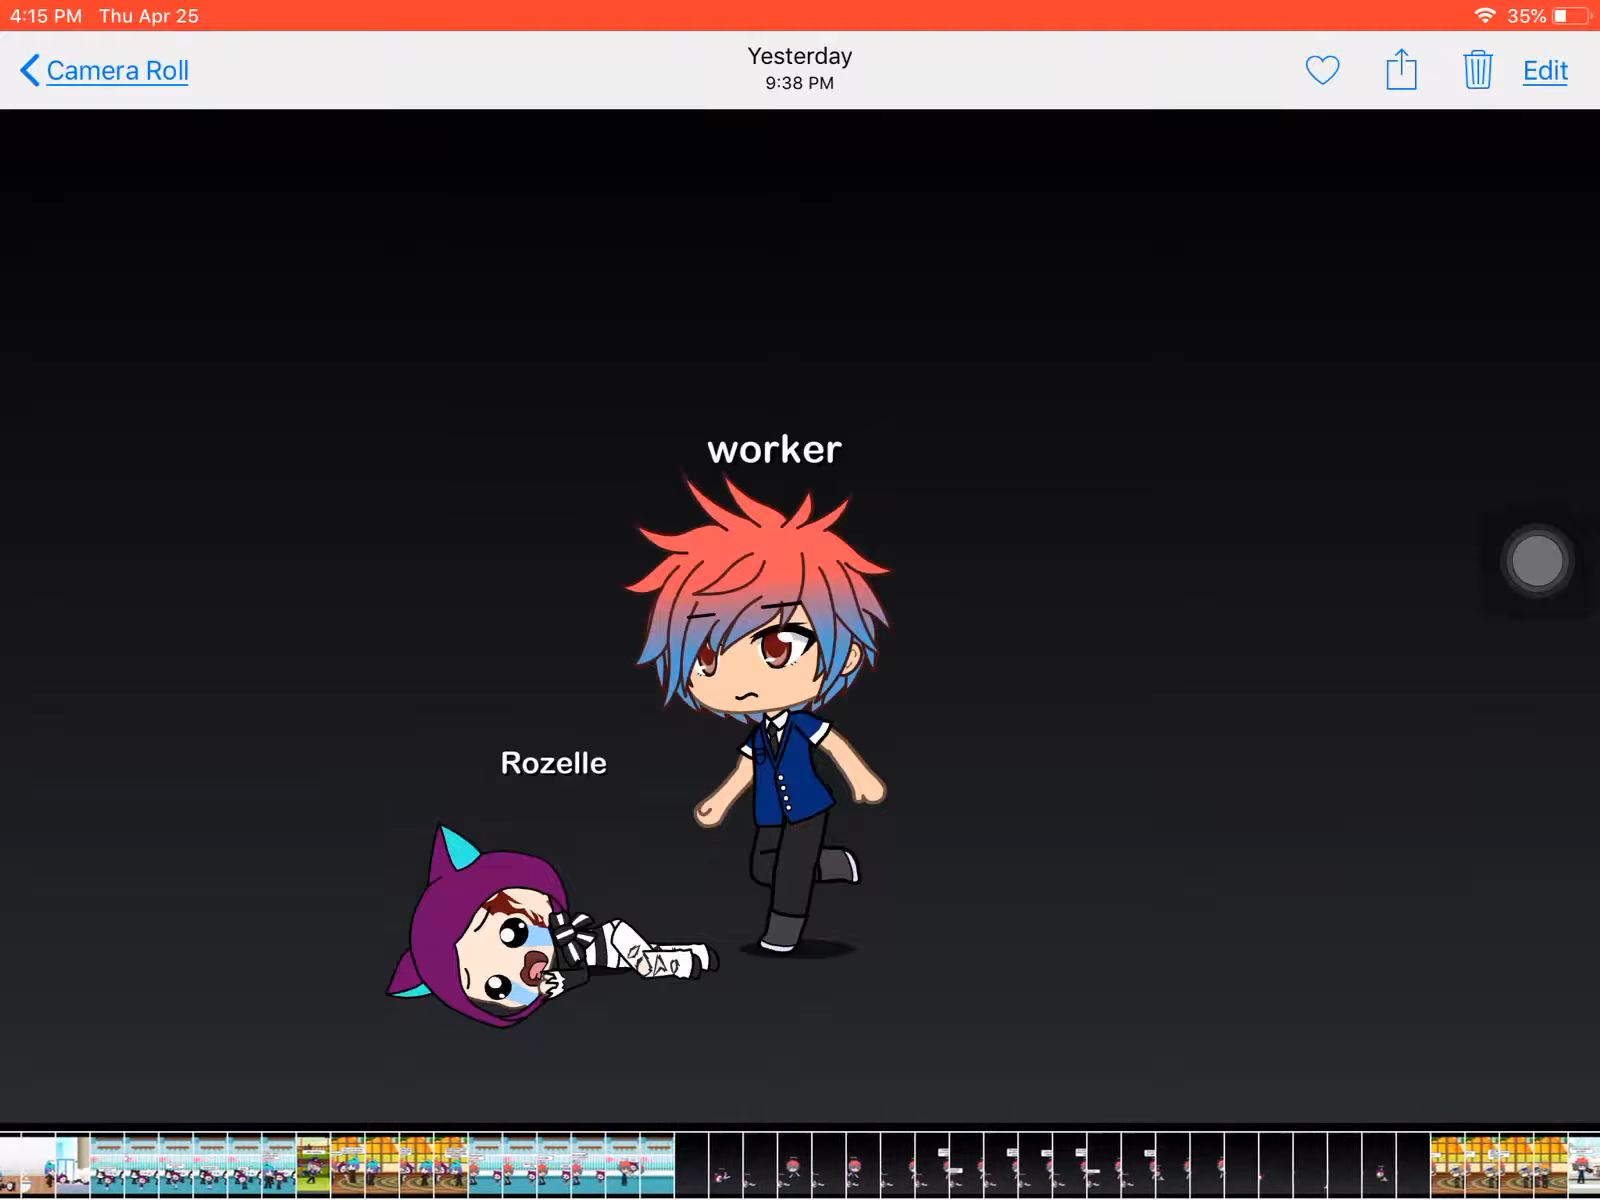 4:15 PM Thu Apr 25
35%
Camera Roll
Yesterday
9:38 PM
Edit
worker
Rozelle